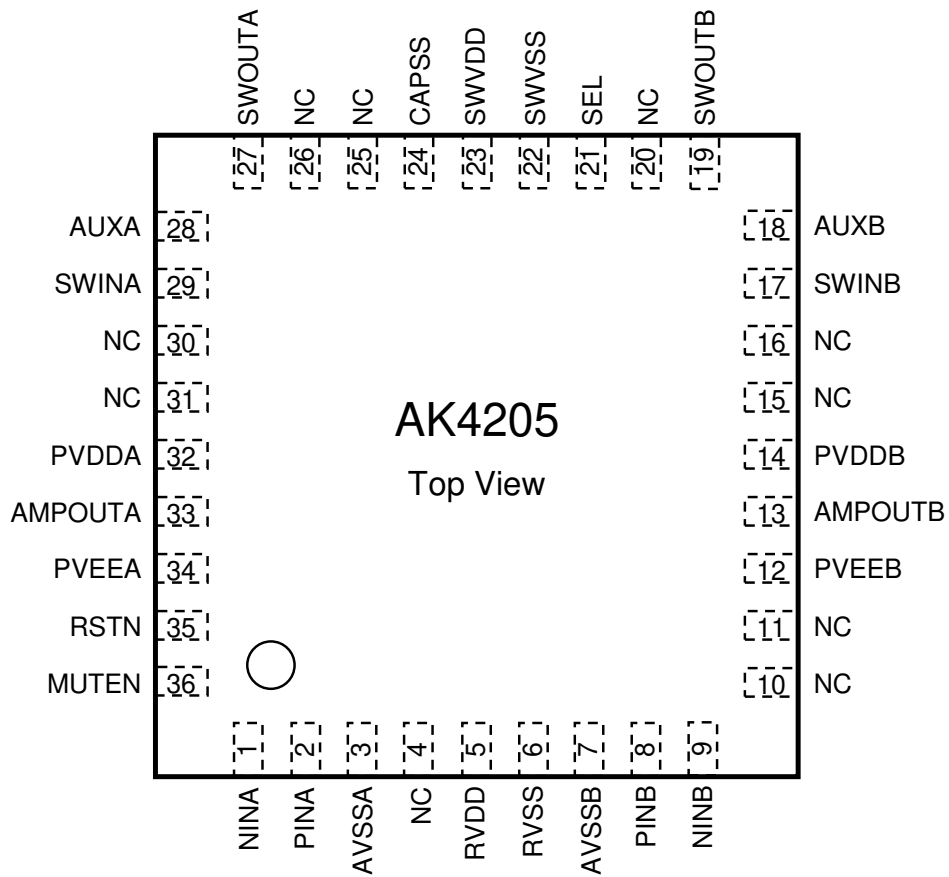 SWOUTA NC NC CAPSS SWVDD SWVSS SEL NC SWOUTB
27 26 25 24 23 22 21 20 19
AUXA 28 18 AUXB
SWINA 29 17 SWINB
NC 30 16 NC
NC 31 15 NC
AK4205
PVDDA 32 14 PVDDB
Top View
AMPOUTA 33 13 AMPOUTB
PVEEA 34 12 PVEEB
RSTN 35 11 NC
MUTEN 36 10 NC
1 2 3 4 5 6 7 8 9
NINA PINA AVSSA NC RVDD RVSS AVSSB PINB NINB